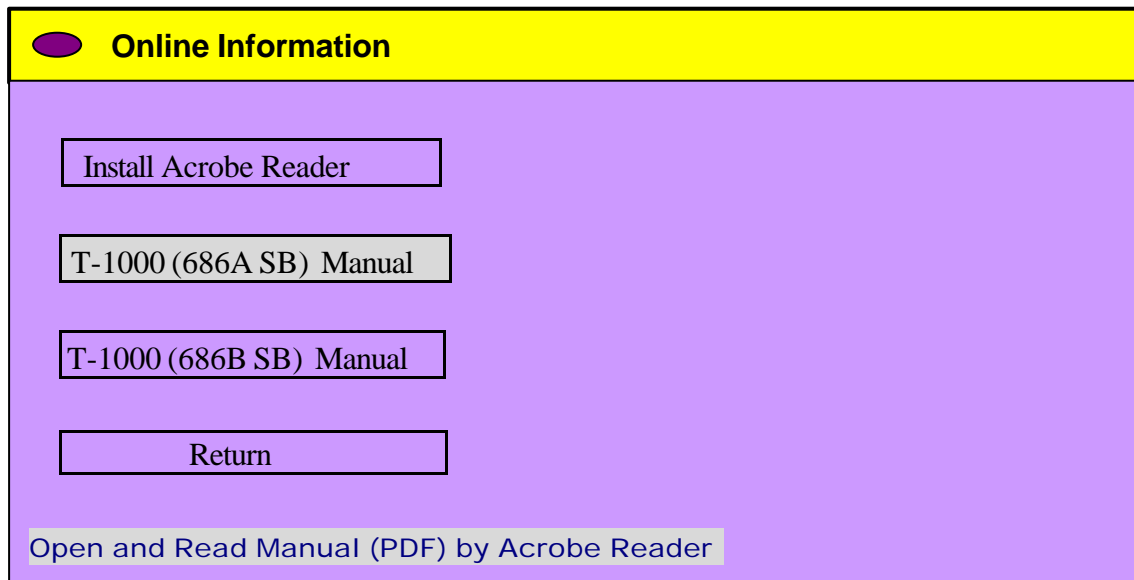 Online Information
Install Acrobe Reader
T-1000 (686A SB) Manual
T-1000 (686B SB) Manual
Return
Open and Read Manual (PDF) by Acrobe Reader